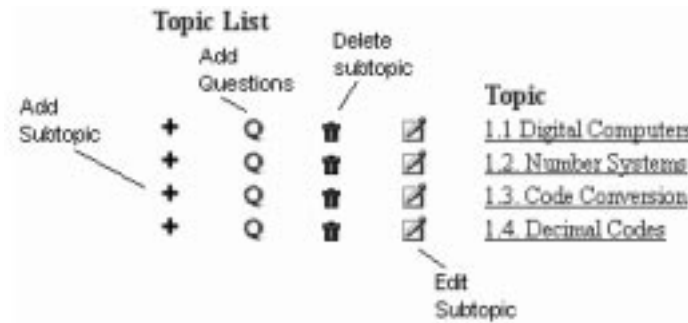 Topic List
Add
Questions
Delete
subtopic
Add
Subtopic
Topic
Q 1.1 Digital Computers
Q 1.2. Number Systems
Q 1.3. Code Conversion
Q 1.4. Decimal Codes
Edit
Subtopic